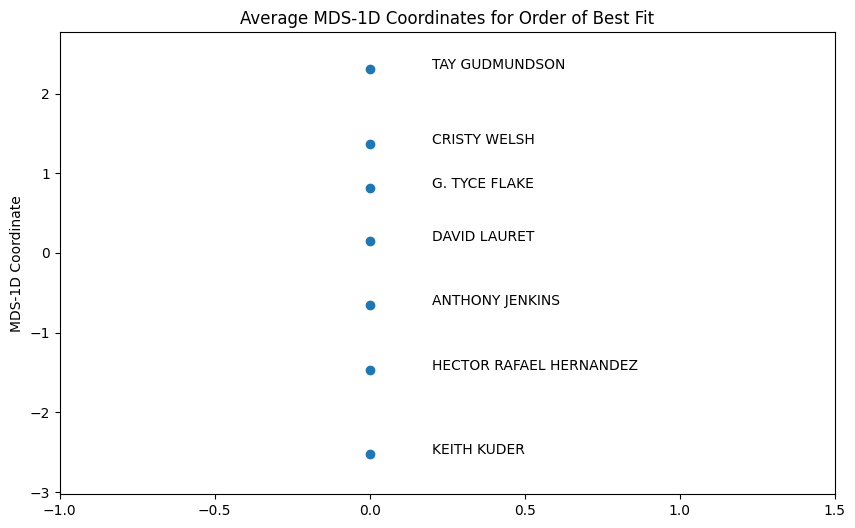 Average MDS-1D Coordinates for Order of Best Fit
TAY GUDMUNDSON
2
CRISTY WELSH
1
G. TYCE FLAKE
DAVID LAURET
0
MDS-1D Coordinate
ANTHONY JENKINS
−1
HECTOR RAFAEL HERNANDEZ
−2
KEITH KUDER
−3
−1.0 −0.5 0.0 0.5 1.0 1.5